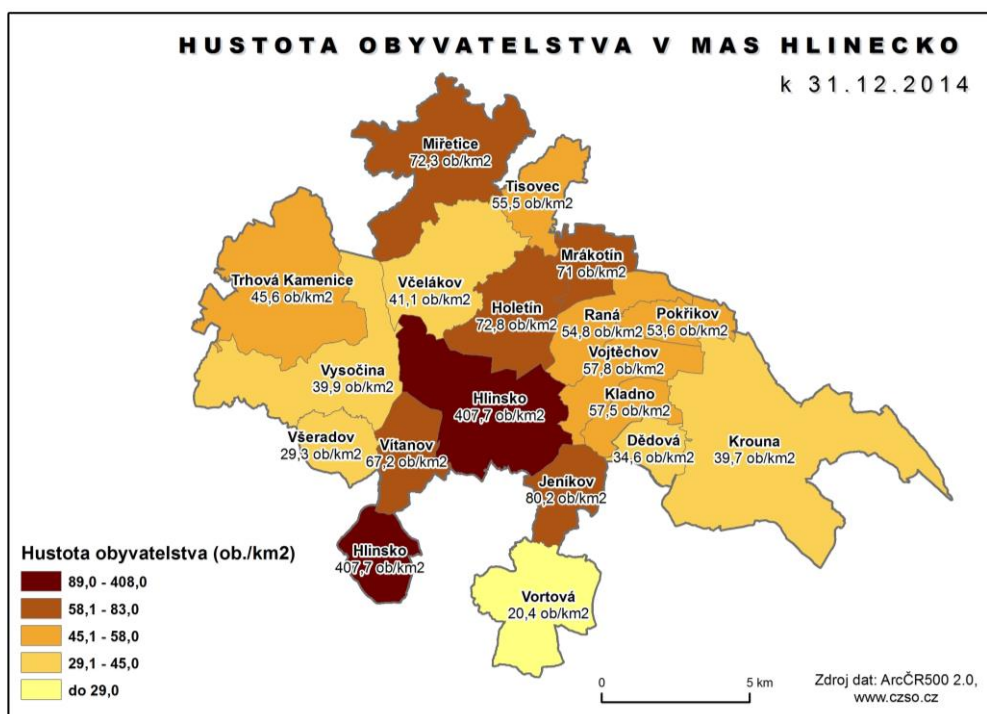 HUSTOTA OBYVATELSTVA V MAS HLINECKO
k 31.12.2014
Miřetice
72,3 ob/km2
Tisovec
55,5 ob/km2
Mrákotín
71 ob/km2
Trhová Kamenice
45,6 ob/km2
Včelákov
41,1 ob/km2
Holetín
72,8 ob/km2
Raná
54,8 ob/km2
Pokřikov
53,6 ob/km2
Vojtěchov
57,8 ob/km2
Vysočina
39,9 ob/km2
Hlinsko
407,7 ob/km2
Kladno
57,5 ob/km2
Všeradov
29,3 ob/km2
Vítanov
67,2 ob/km2
Dědová
34,6 ob/km2
Krouna
39,7 ob/km2
Jeníkov
80,2 ob/km2
Hlinsko
407,7 ob/km2
Vortová
20,4 ob/km2
Hustota obyvatelstva (ob./km2)
89,0 - 408,0
58,1 - 83,0
45,1 - 58,0
29,1 - 45,0
do 29,0
0 5 km
Zdroj dat: ArcČR500 2.0,
www.czso.cz